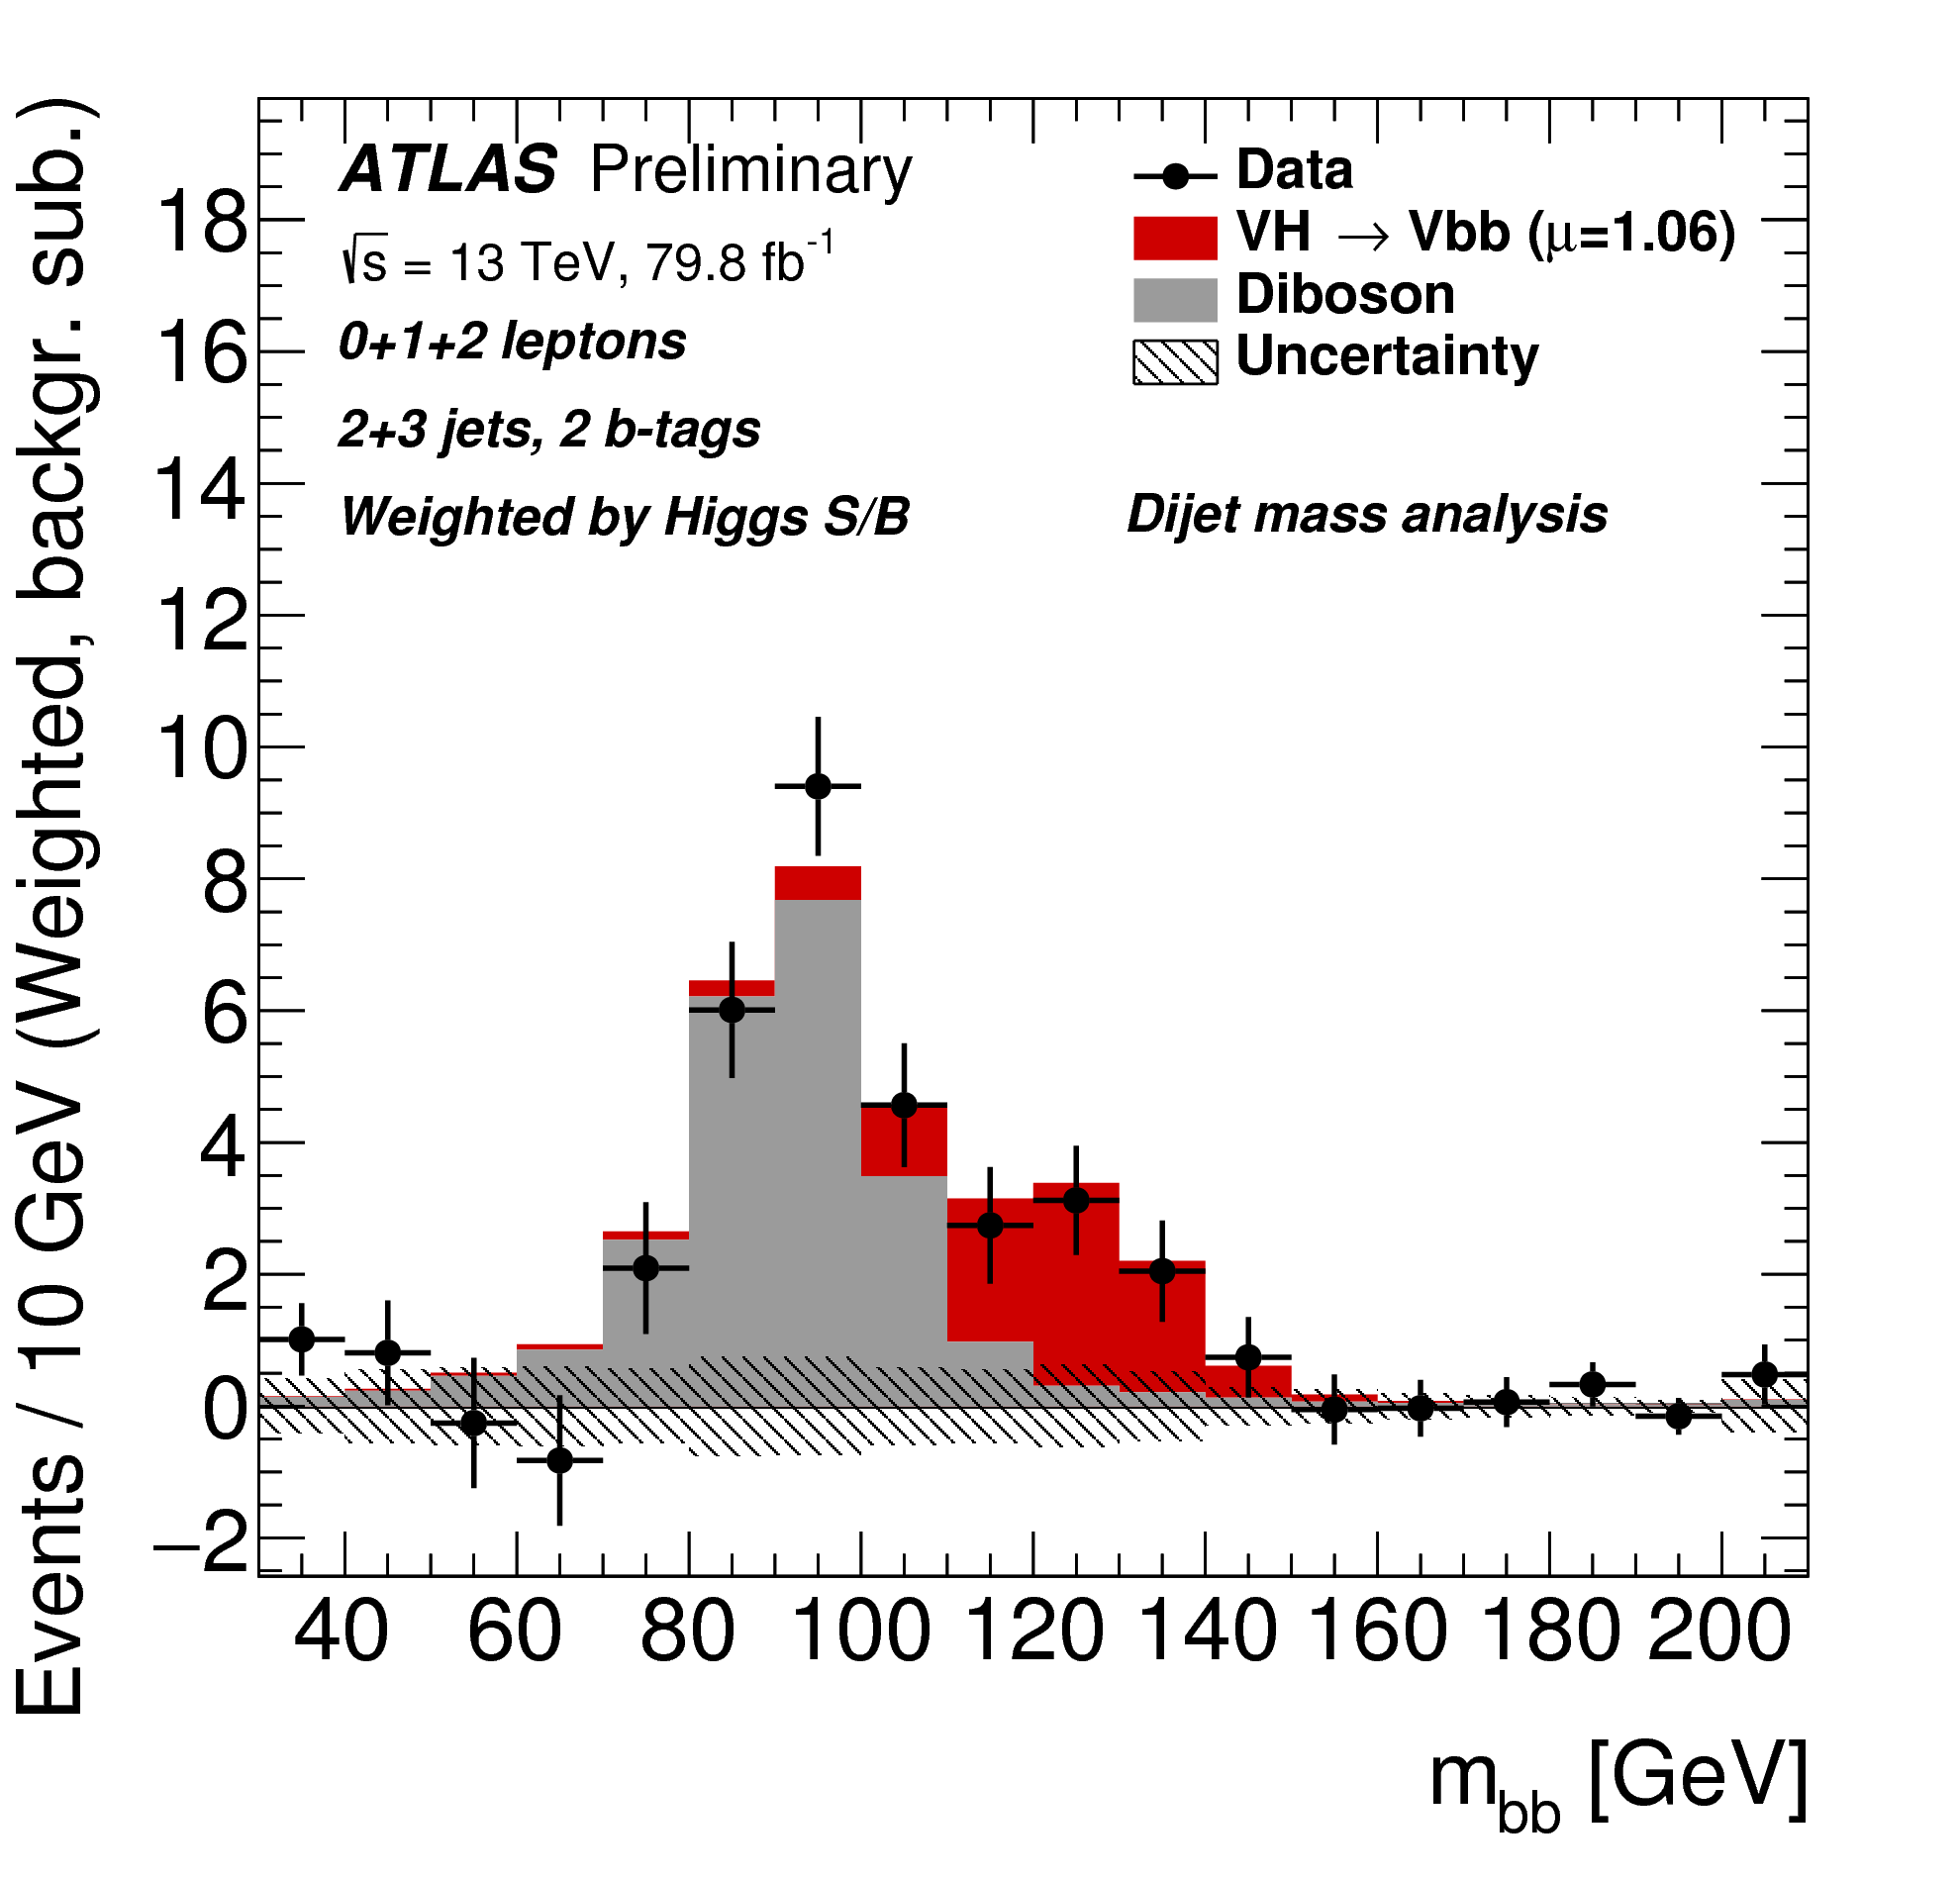 Events / 10 GeV (Weighted, backgr. sub.)
18
16
14
12
10
8
6
4
2
0
−2
ATLAS Preliminary
√s = 13 TeV, 79.8 fb⁻¹
0+1+2 leptons
2+3 jets, 2 b-tags
Weighted by Higgs S/B
Data
VH → Vbb (μ=1.06)
Diboson
Uncertainty
Dijet mass analysis
40 60 80 100 120 140 160 180 200
m_bb [GeV]